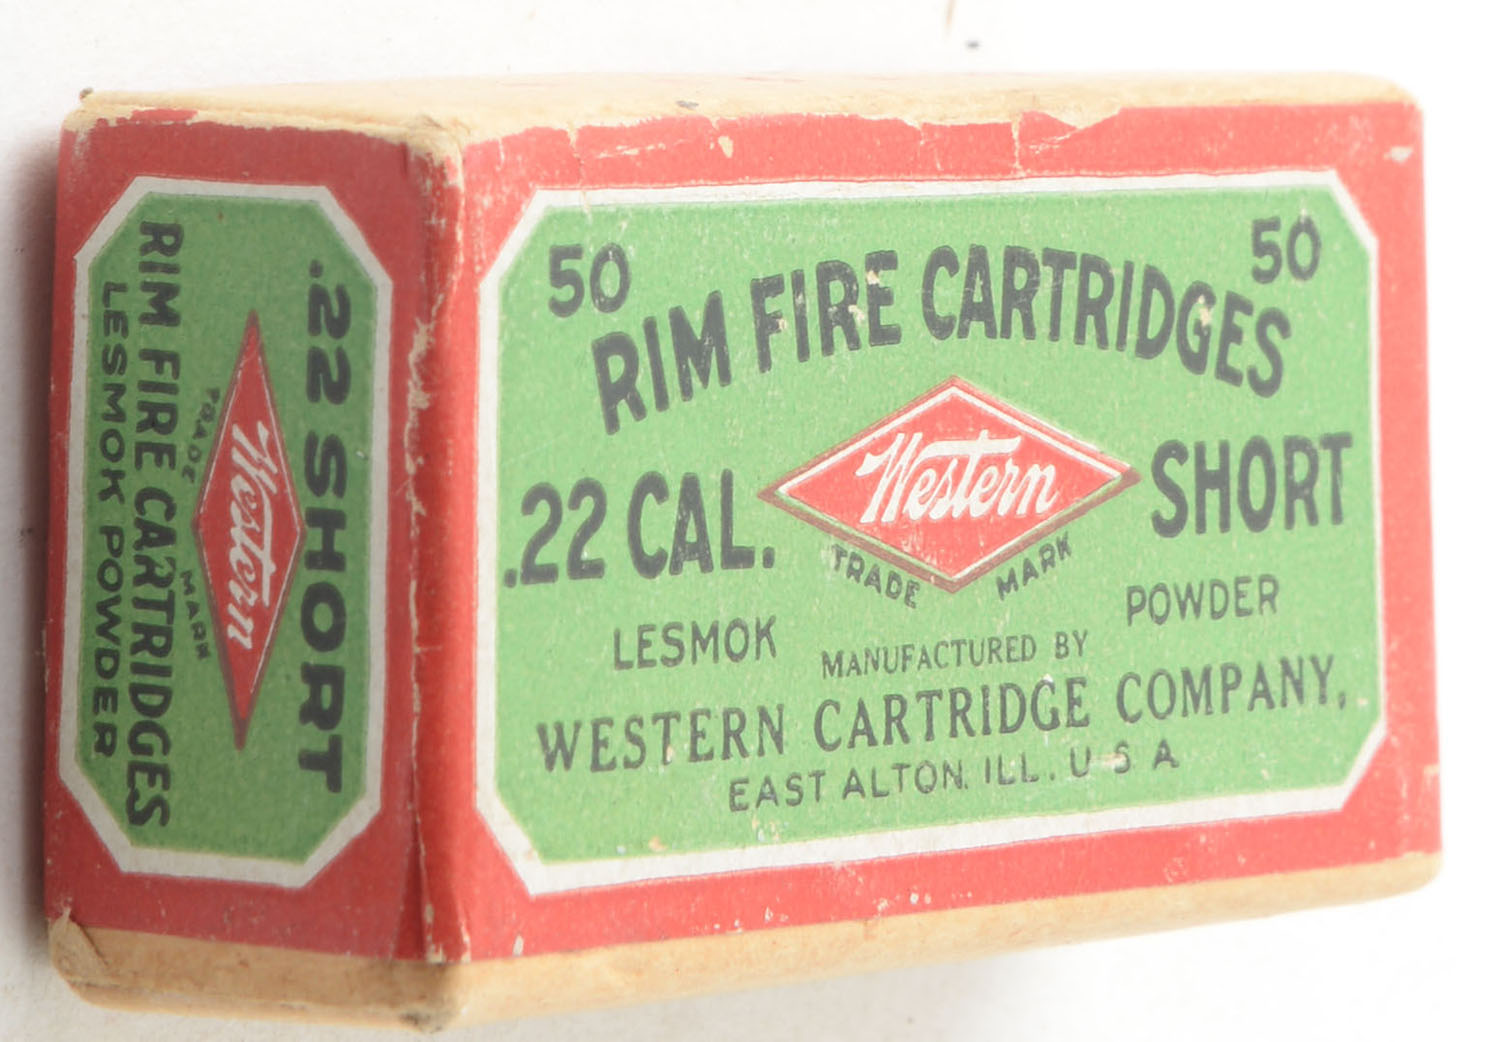 50 50
RIM FIRE CARTRIDGES
.22 CAL. Western SHORT
TRADE MARK
LESMOK POWDER
MANUFACTURED BY
WESTERN CARTRIDGE COMPANY,
EAST ALTON, ILL. U S A
.22 SHORT
Western
TRADE MARK
RIM FIRE CARTRIDGES
LESMOK POWDER